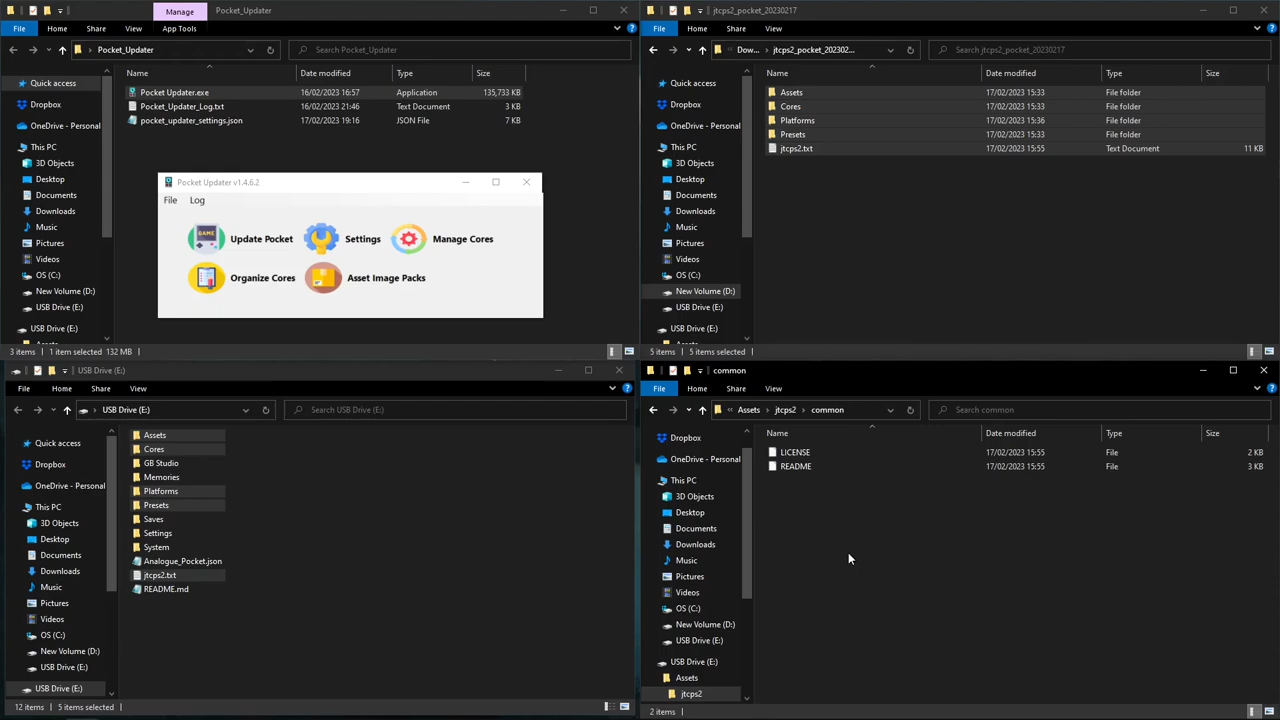 Manage
Pocket_Updater
File
Home
Share
View
App Tools
Pocket_Updater
Search Pocket_Updater
Name
Date modified
Type
Size
Quick access
Dropbox
OneDrive - Personal
This PC
3D Objects
Desktop
Documents
Downloads
Music
Pictures
Videos
OS (C:)
New Volume (D:)
USB Drive (E:)
USB Drive (E:)
Pocket Updater.exe 16/02/2023 16:57 Application 135,733 KB
Pocket_Updater_Log.txt 16/02/2023 21:46 Text Document 3 KB
pocket_updater_settings.json 17/02/2023 19:16 JSON File 7 KB
Pocket Updater v1.4.6.2
File Log
GAME
Update Pocket Settings Manage Cores
Organize Cores Asset Image Packs
3 items 1 item selected 132 MB
jtcps2_pocket_20230217
File Home Share View
« Dow... jtcps2_pocket_202302...
Search jtcps2_pocket_20230217
Name Date modified Type Size
Quick access
Dropbox
OneDrive - Personal
This PC
3D Objects
Desktop
Documents
Downloads
Music
Pictures
Videos
OS (C:)
New Volume (D:)
USB Drive (E:)
USB Drive (E:)
Assets 17/02/2023 15:33 File folder
Cores 17/02/2023 15:33 File folder
Platforms 17/02/2023 15:36 File folder
Presets 17/02/2023 15:33 File folder
jtcps2.txt 17/02/2023 15:55 Text Document 11 KB
5 items 5 items selected
USB Drive (E:)
File Home Share View
USB Drive (E:)
Search USB Drive (E:)
Quick access
Dropbox
OneDrive - Personal
This PC
3D Objects
Desktop
Documents
Downloads
Music
Pictures
Videos
OS (C:)
New Volume (D:)
USB Drive (E:)
USB Drive (E:)
Assets
Cores
GB Studio
Memories
Platforms
Presets
Saves
Settings
System
Analogue_Pocket.json
jtcps2.txt
README.md
12 items 5 items selected
common
File Home Share View
« Assets jtcps2 common
Search common
Name Date modified Type Size
Dropbox
OneDrive - Personal
This PC
3D Objects
Desktop
Documents
Downloads
Music
Pictures
Videos
OS (C:)
New Volume (D:)
USB Drive (E:)
USB Drive (E:)
Assets
jtcps2
LICENSE 17/02/2023 15:55 File 2 KB
README 17/02/2023 15:55 File 3 KB
2 items